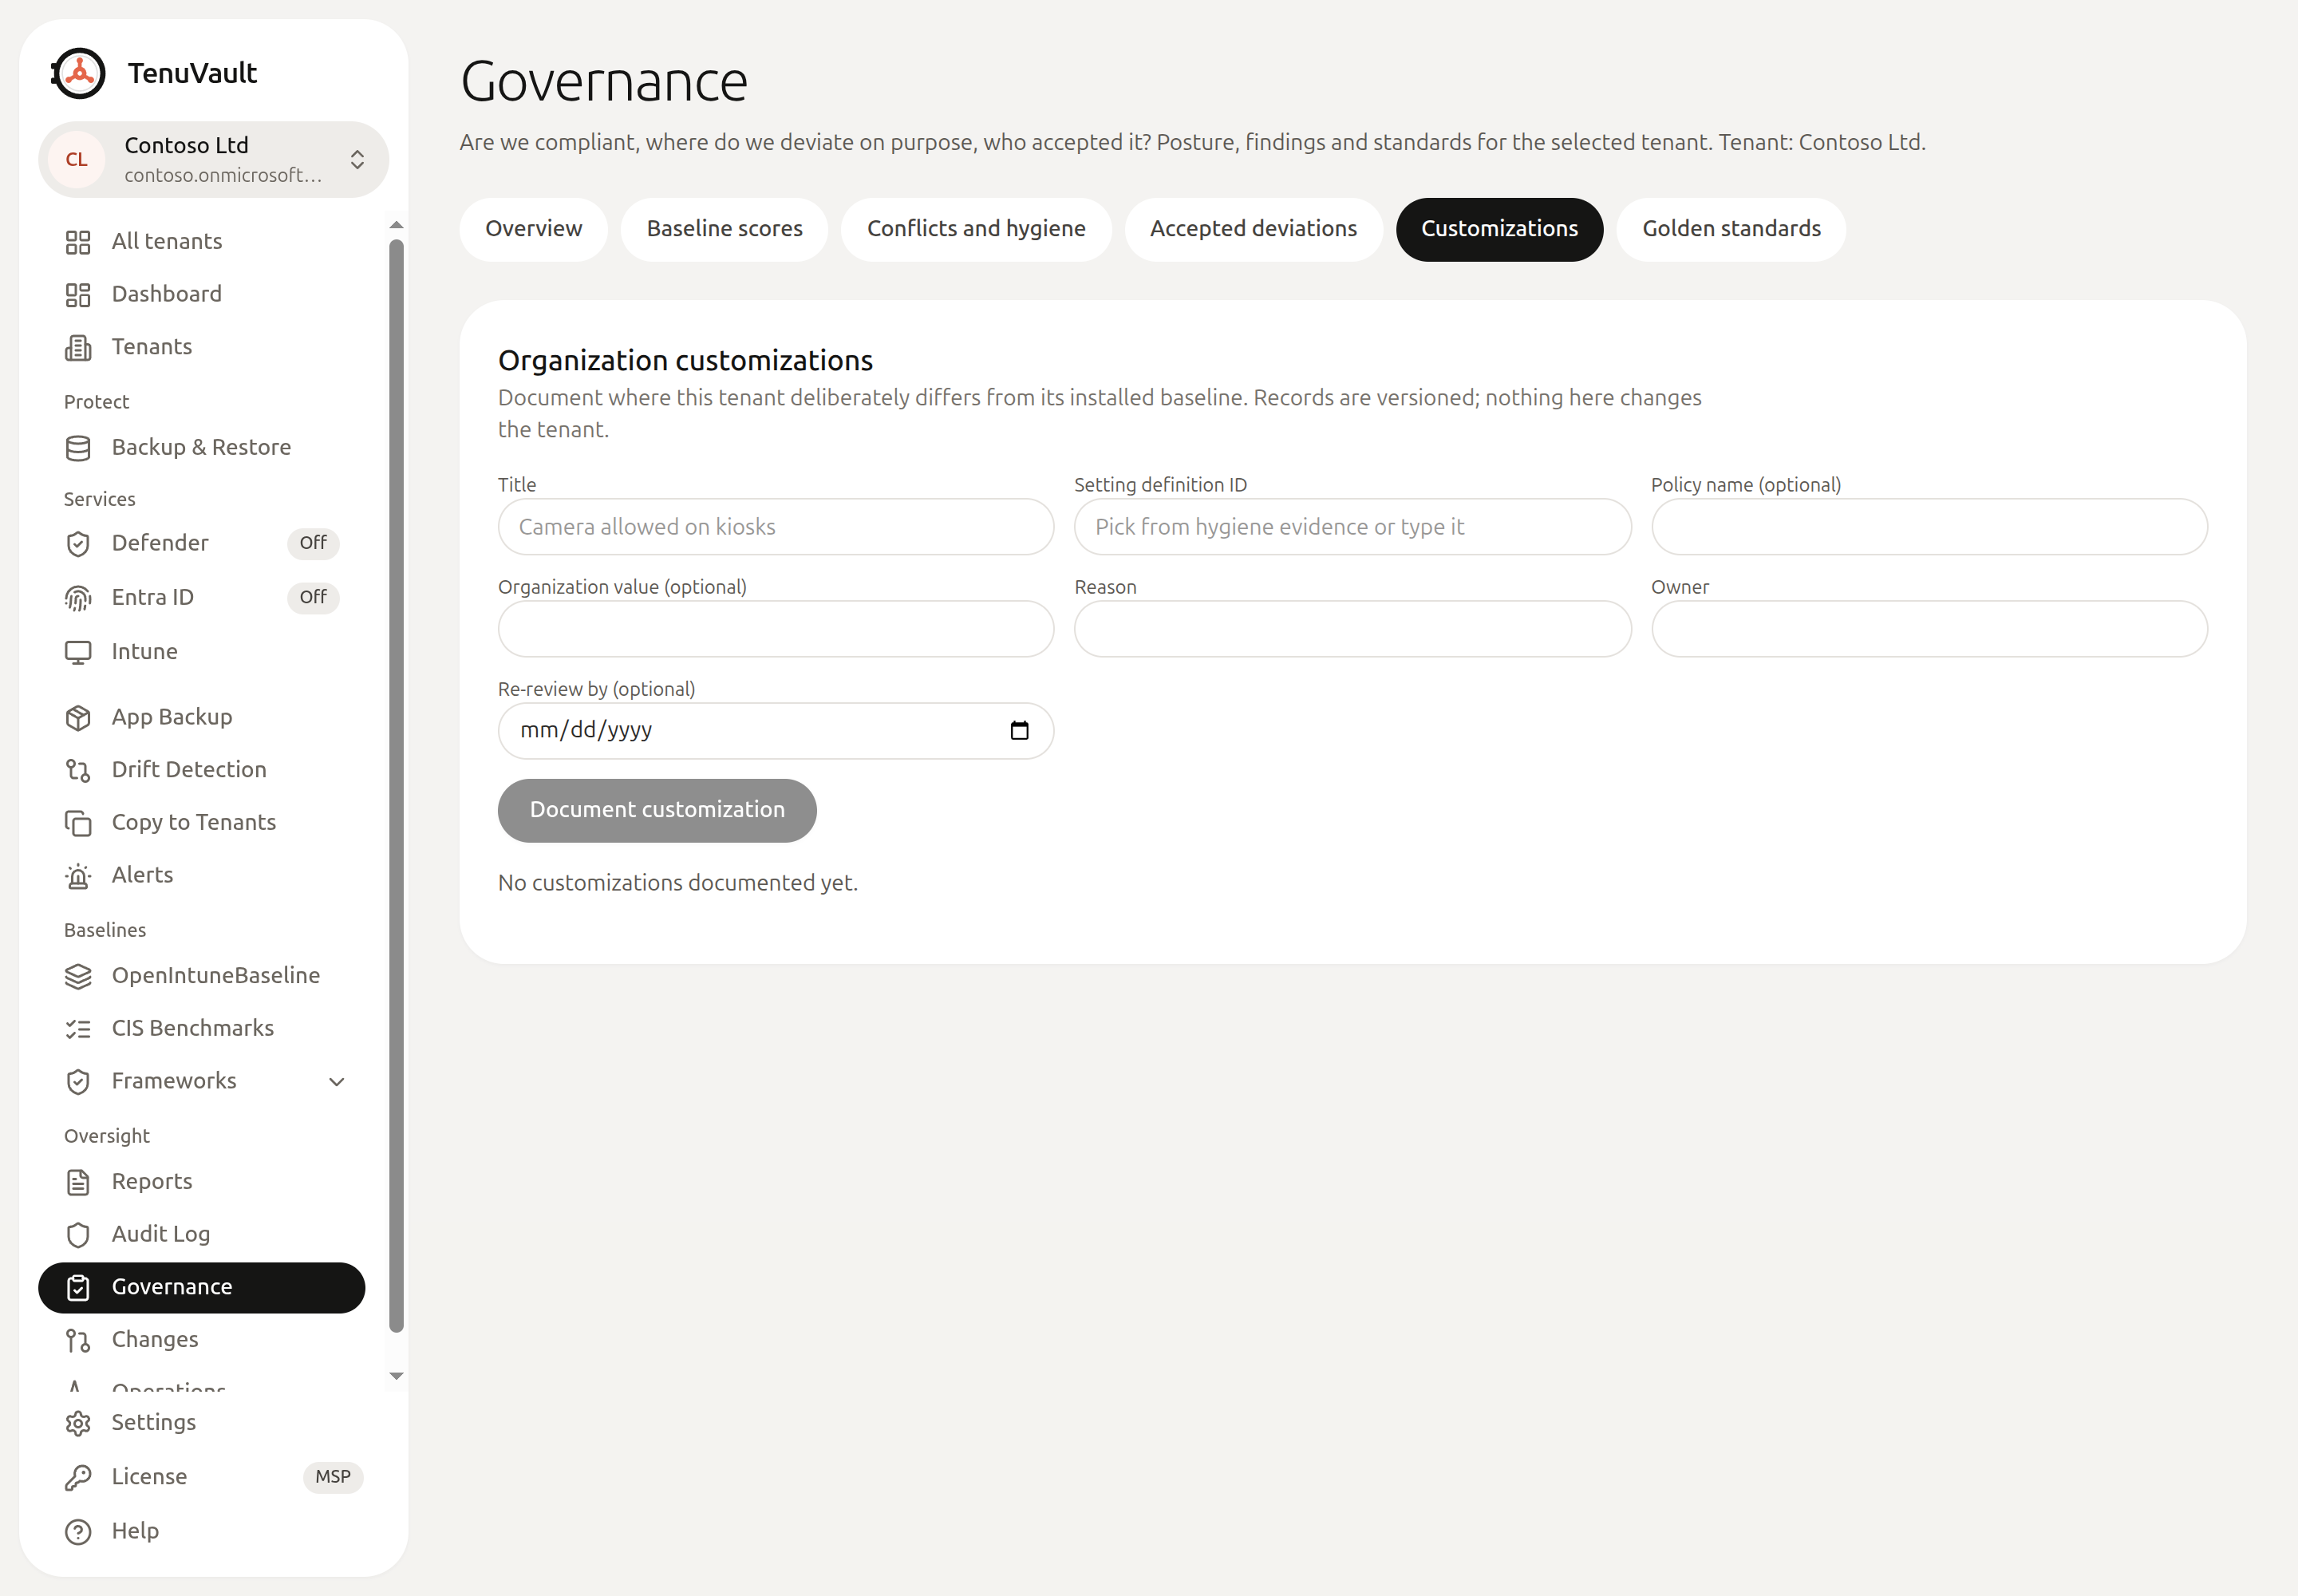 TenuVault
CL
Contoso Ltd
contoso.onmicrosoft...
All tenants
Dashboard
Tenants
Protect
Backup & Restore
Services
Defender Off
Entra ID Off
Intune
App Backup
Drift Detection
Copy to Tenants
Alerts
Baselines
OpenIntuneBaseline
CIS Benchmarks
Frameworks
Oversight
Reports
Audit Log
Governance
Changes
Operations
Settings
License MSP
Help
Governance
Are we compliant, where do we deviate on purpose, who accepted it? Posture, findings and standards for the selected tenant. Tenant: Contoso Ltd.
Overview Baseline scores Conflicts and hygiene Accepted deviations Customizations Golden standards
Organization customizations
Document where this tenant deliberately differs from its installed baseline. Records are versioned; nothing here changes
the tenant.
Title Setting definition ID Policy name (optional)
Camera allowed on kiosks Pick from hygiene evidence or type it
Organization value (optional) Reason Owner
Re-review by (optional)
mm/dd/yyyy
Document customization
No customizations documented yet.